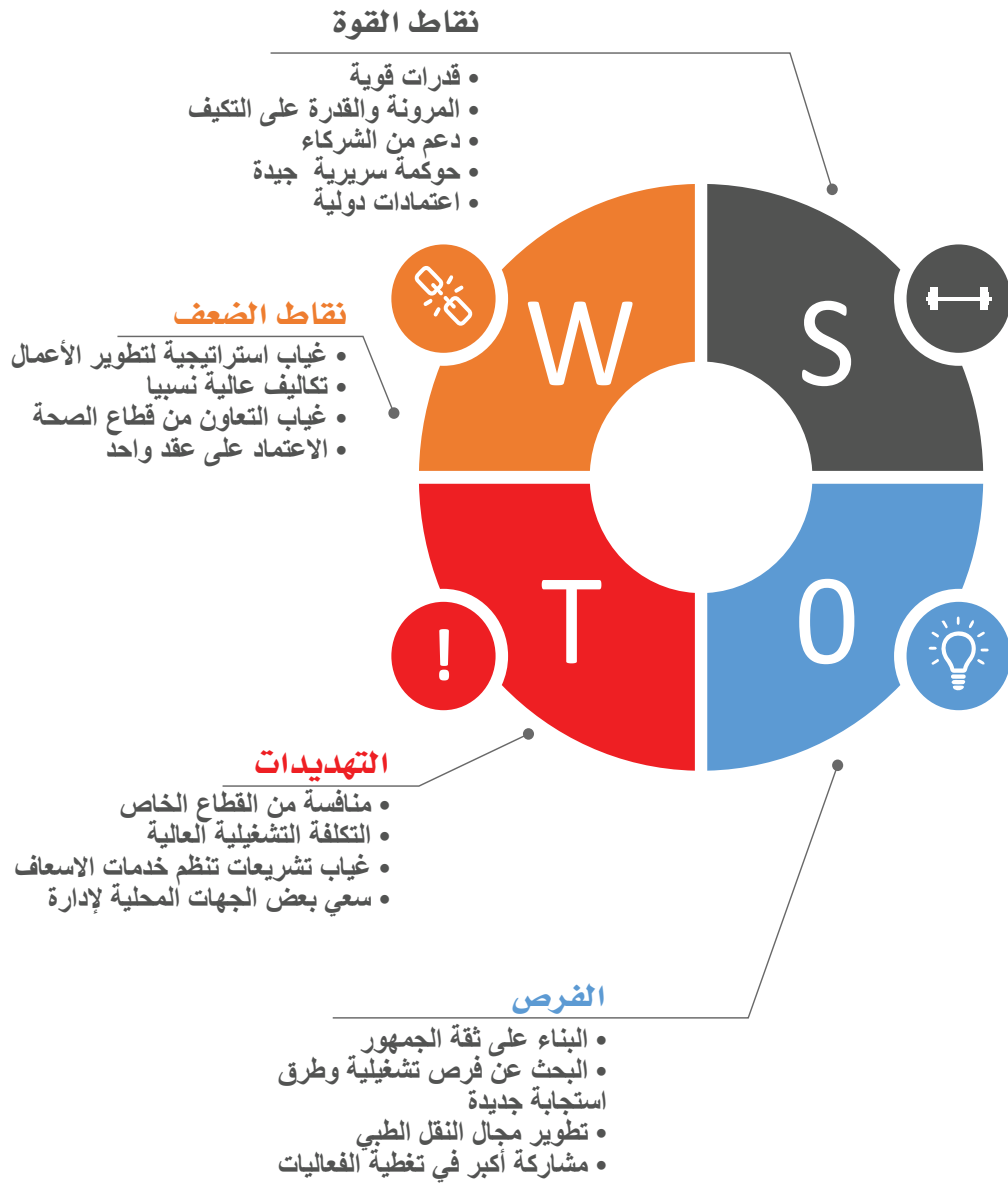 نقاط القوة
• قدرات قوية
• المرونة والقدرة على التكيف
• دعم من الشركاء
• حوكمة سريرية جيدة
• اعتمادات دولية
W
S
نقاط الضعف
• غياب استراتيجية لتطوير الأعمال
• تكاليف عالية نسبيا
• غياب التعاون من قطاع الصحة
• الاعتماد على عقد واحد
T
O
!
التهديدات
• منافسة من القطاع الخاص
• التكلفة التشغيلية العالية
• غياب تشريعات تنظم خدمات الاسعاف
• سعي بعض الجهات المحلية لإدارة
الفرص
• البناء على ثقة الجمهور
• البحث عن فرص تشغيلية وطرق
استجابة جديدة
• تطوير مجال النقل الطبي
• مشاركة أكبر في تغطية الفعاليات